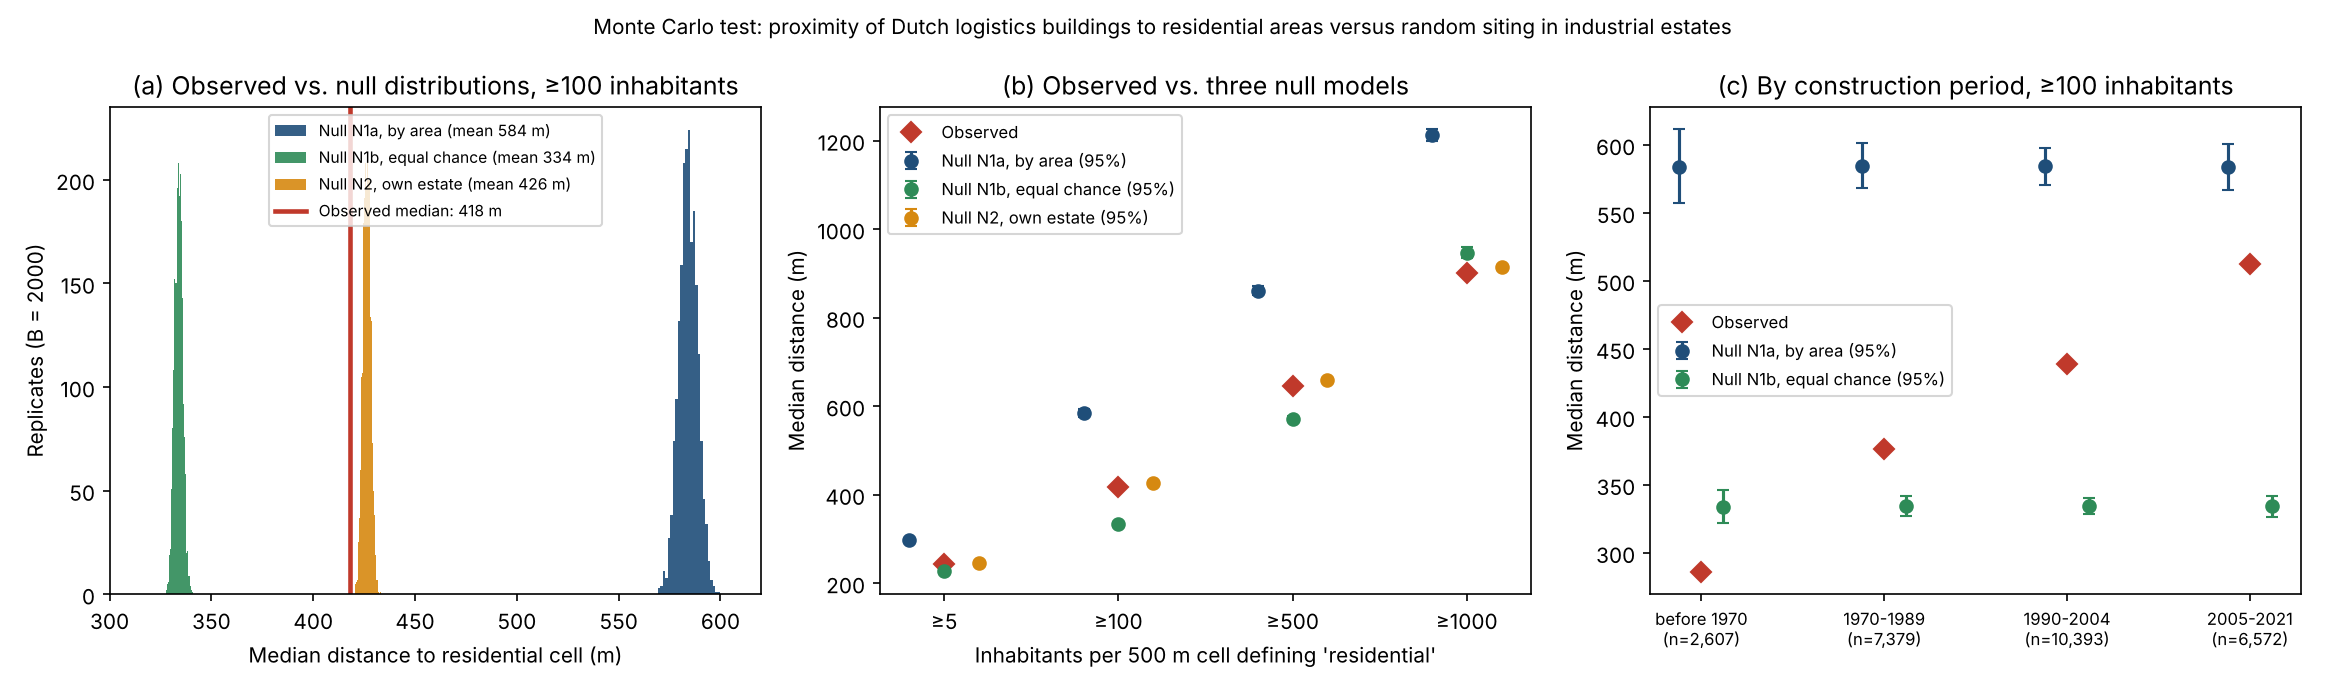 Monte Carlo test: proximity of Dutch logistics buildings to residential areas versus random siting in industrial estates
(a) Observed vs. null distributions, ≥100 inhabitants
Null N1a, by area (mean 584 m)
Null N1b, equal chance (mean 334 m)
Null N2, own estate (mean 426 m)
Observed median: 418 m
Replicates (B = 2000)
200
150
100
50
0
300 350 400 450 500 550 600
Median distance to residential cell (m)
(b) Observed vs. three null models
Observed
Null N1a, by area (95%)
Null N1b, equal chance (95%)
Null N2, own estate (95%)
Median distance (m)
1200
1000
800
600
400
200
≥5 ≥100 ≥500 ≥1000
Inhabitants per 500 m cell defining 'residential'
(c) By construction period, ≥100 inhabitants
Observed
Null N1a, by area (95%)
Null N1b, equal chance (95%)
Median distance (m)
600
550
500
450
400
350
300
before 1970 1970-1989 1990-2004 2005-2021
(n=2,607) (n=7,379) (n=10,393) (n=6,572)